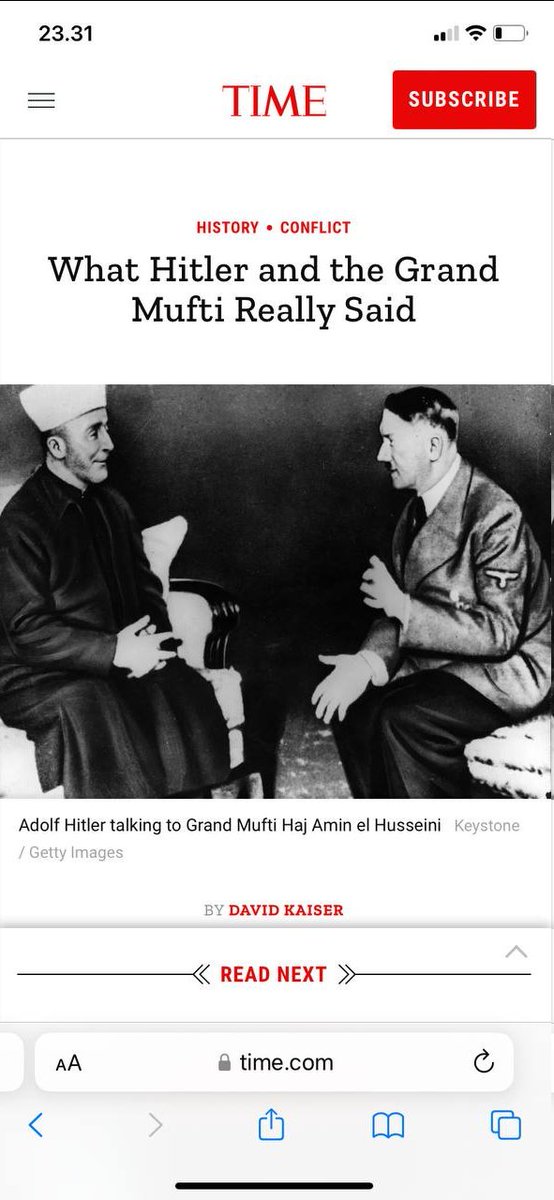 23.31
TIME
SUBSCRIBE
HISTORY • CONFLICT
What Hitler and the Grand
Mufti Really Said
Adolf Hitler talking to Grand Mufti Haj Amin el Husseini Keystone
/ Getty Images
BY DAVID KAISER
READ NEXT
AA time.com